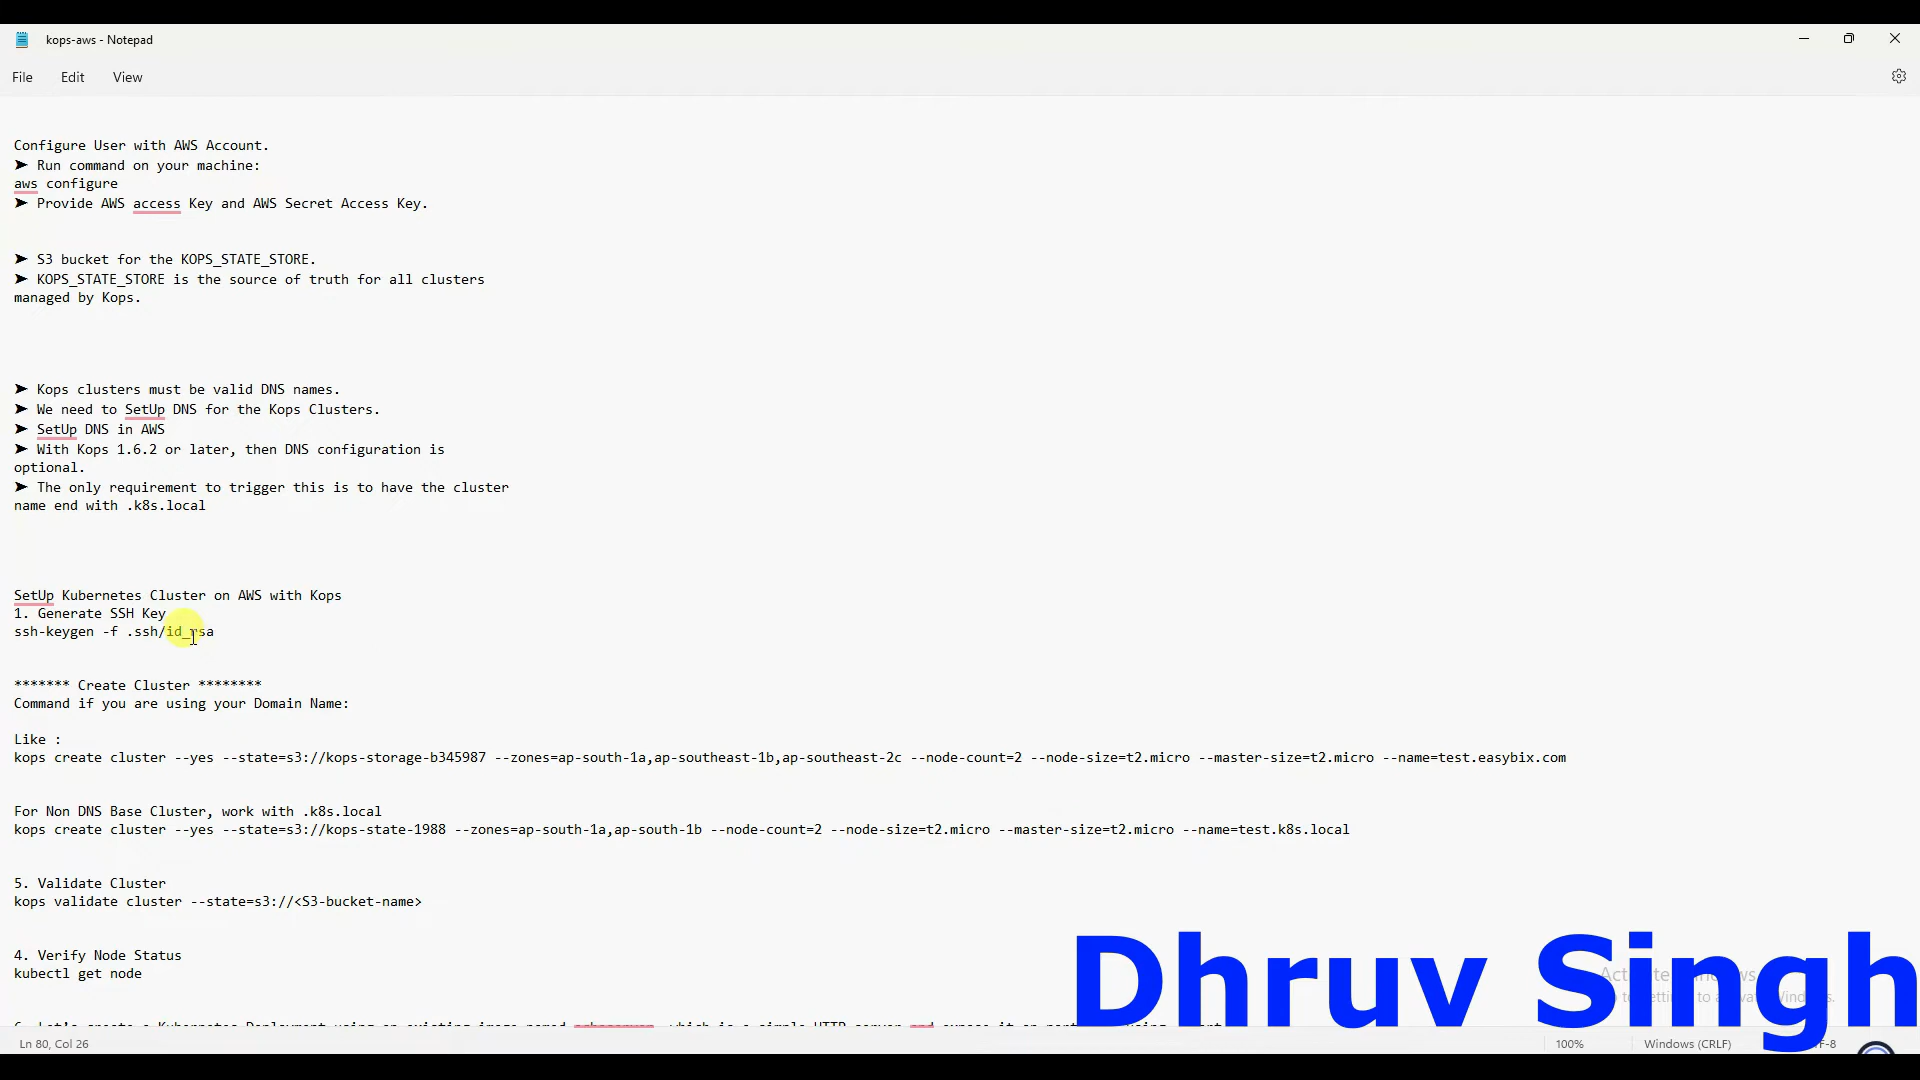 kops-aws - Notepad
File Edit View
Configure User with AWS Account.
➤ Run command on your machine:
aws configure
➤ Provide AWS access Key and AWS Secret Access Key.
➤ S3 bucket for the KOPS_STATE_STORE.
➤ KOPS_STATE_STORE is the source of truth for all clusters
managed by Kops.
➤ Kops clusters must be valid DNS names.
➤ We need to SetUp DNS for the Kops Clusters.
➤ SetUp DNS in AWS
➤ With Kops 1.6.2 or later, then DNS configuration is
optional.
➤ The only requirement to trigger this is to have the cluster
name end with .k8s.local
SetUp Kubernetes Cluster on AWS with Kops
1. Generate SSH Key
ssh-keygen -f .ssh/id_rsa
******* Create Cluster ********
Command if you are using your Domain Name:
Like :
kops create cluster --yes --state=s3://kops-storage-b345987 --zones=ap-south-1a,ap-southeast-1b,ap-southeast-2c --node-count=2 --node-size=t2.micro --master-size=t2.micro --name=test.easybix.com
For Non DNS Base Cluster, work with .k8s.local
kops create cluster --yes --state=s3://kops-state-1988 --zones=ap-south-1a,ap-south-1b --node-count=2 --node-size=t2.micro --master-size=t2.micro --name=test.k8s.local
5. Validate Cluster
kops validate cluster --state=s3://<S3-bucket-name>
4. Verify Node Status
kubectl get node
Dhruv Singh
Ln 80, Col 26
100%
Windows (CRLF)